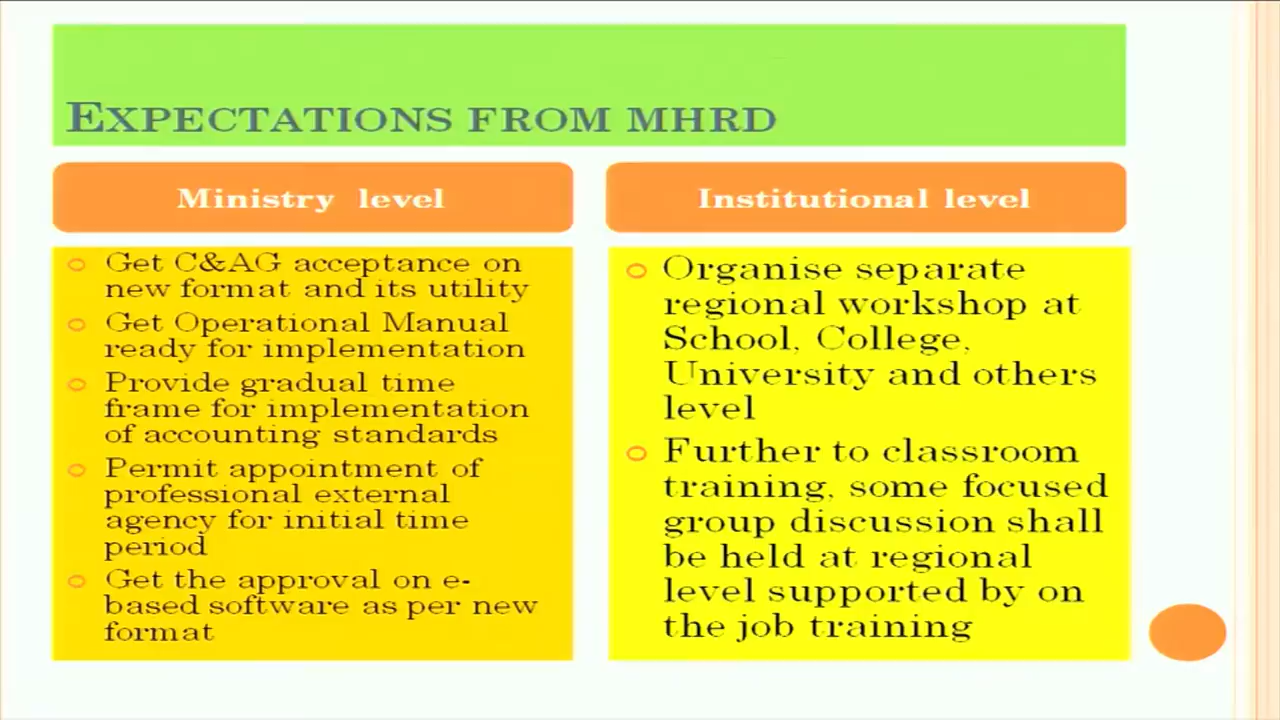 EXPECTATIONS FROM MHRD
Ministry level
Get C&AG acceptance on
new format and its utility
Get Operational Manual
ready for implementation
Provide gradual time
frame for implementation
of accounting standards
Permit appointment of
professional external
agency for initial time
period
Get the approval on e-
based software as per new
format
Institutional level
Organise separate
regional workshop at
School, College,
University and others
level
Further to classroom
training, some focused
group discussion shall
be held at regional
level supported by on
the job training